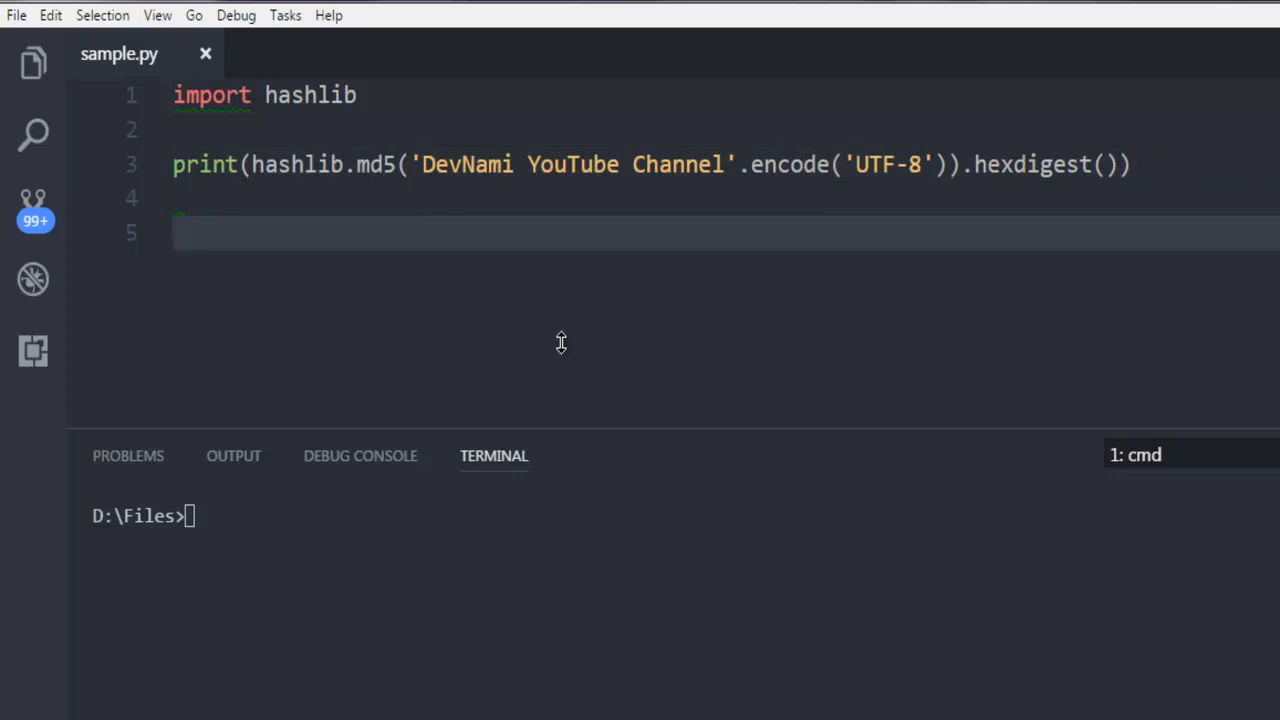 File Edit Selection View Go Debug Tasks Help
sample.py
1 import hashlib
2
3 print(hashlib.md5('DevNami YouTube Channel'.encode('UTF-8')).hexdigest())
4
99+
5
PROBLEMS OUTPUT DEBUG CONSOLE TERMINAL 1: cmd
D:\Files>